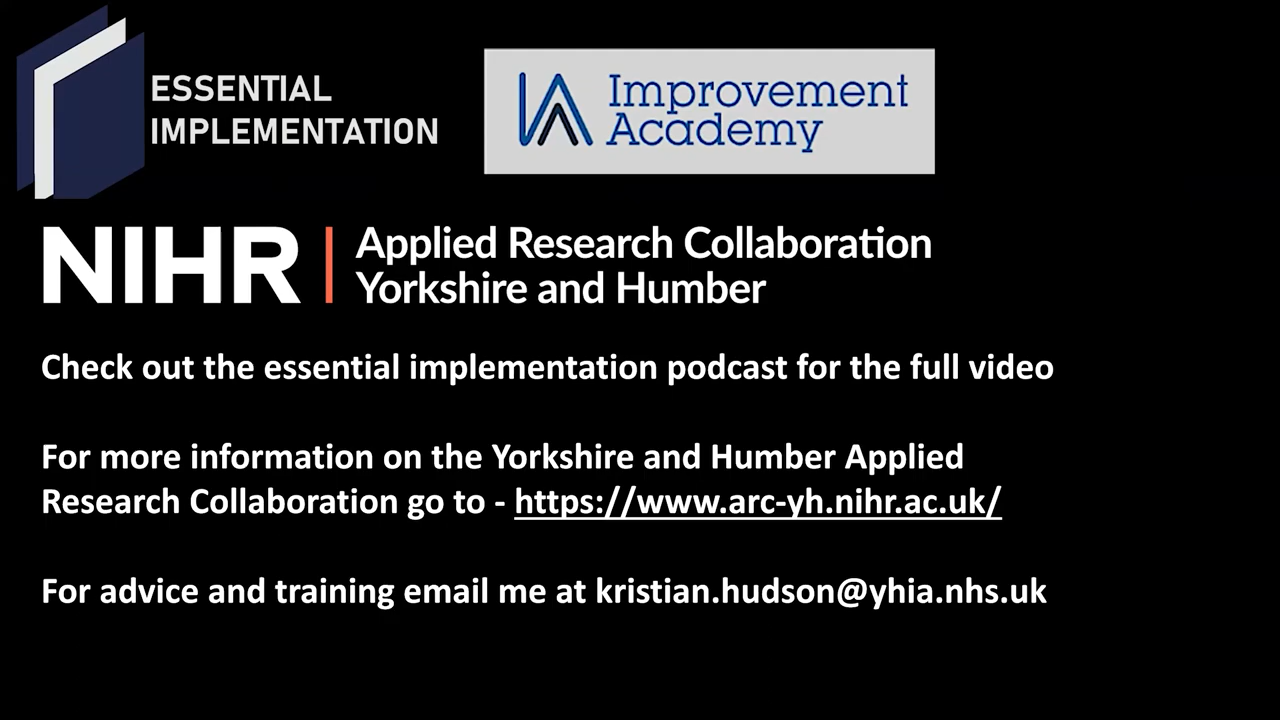 ESSENTIAL
IMPLEMENTATION
IA Improvement
Academy
NIHR | Applied Research Collaboration
Yorkshire and Humber
Check out the essential implementation podcast for the full video
For more information on the Yorkshire and Humber Applied
Research Collaboration go to - https://www.arc-yh.nihr.ac.uk/
For advice and training email me at kristian.hudson@yhia.nhs.uk